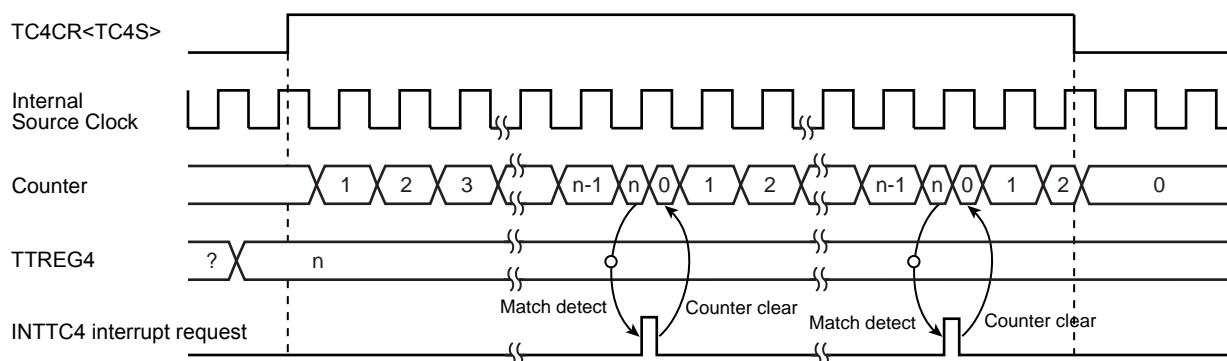 TC4CR<TC4S>
Internal
Source Clock
Counter
1 2 3 n-1 n 0 1 2 n-1 n 0 1 2 0
TTREG4
? n
Match detect Counter clear Match detect Counter clear
INTTC4 interrupt request